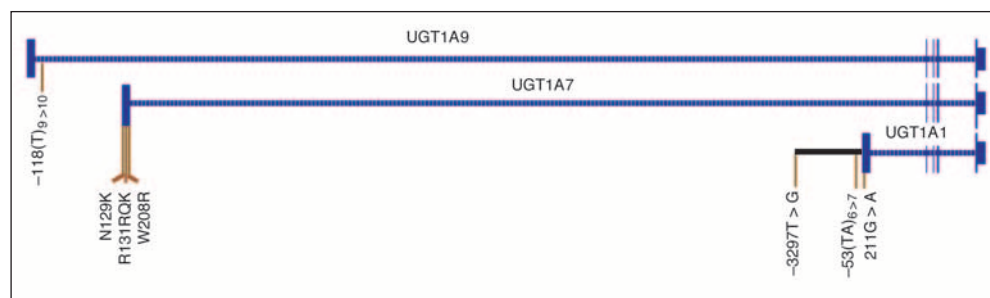 UGT1A9
UGT1A7
UGT1A1
−118(T)9 > 10
N129K
R131RQK
W208R
−3297T > G
−53(TA)6 > 7
211G > A